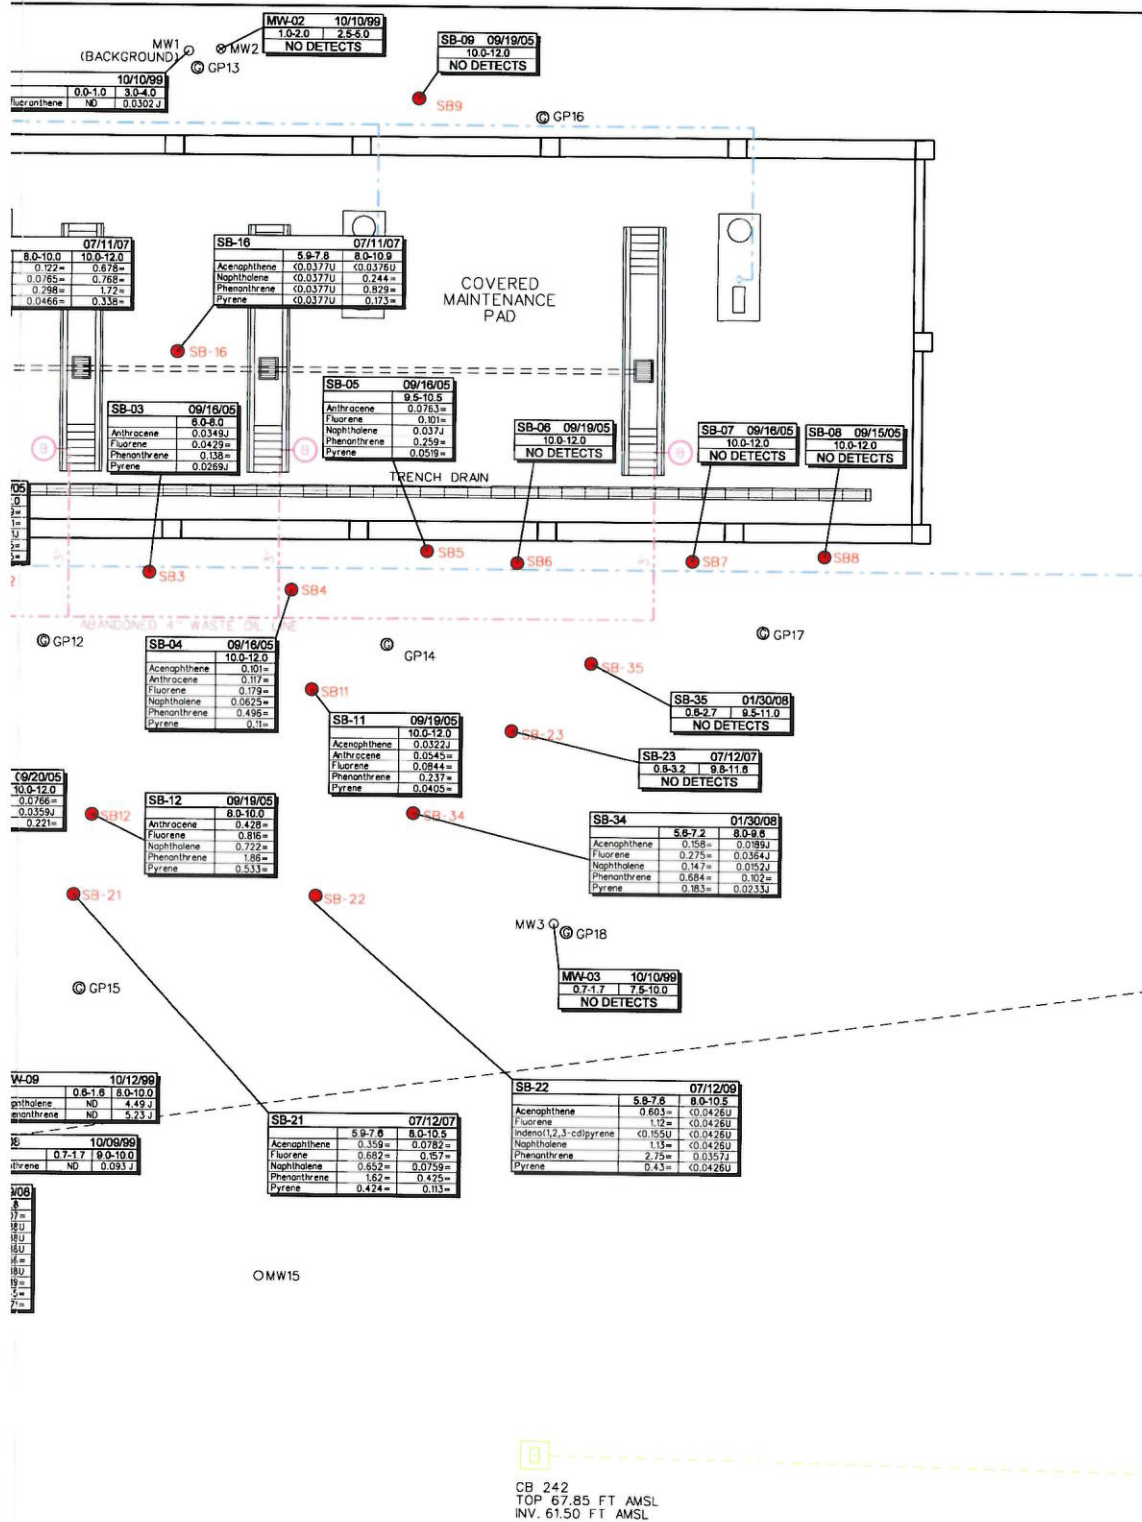 MW-02 10/10/99
1.0-2.0 2.5-5.0
NO DETECTS
MW1
(BACKGROUND)
MW2
GP13
SB-09 09/19/05
10.0-12.0
NO DETECTS
SB9
GP16
10/10/99
0.0-1.0 3.0-4.0
fluoranthene ND 0.0302 J
07/11/07
8.0-10.0 10.0-12.0
0.122= 0.678=
0.0765= 0.768=
0.298= 1.72=
0.0466= 0.338=
SB-16 07/11/07
5.9-7.8 8.0-10.9
Acenaphthene <0.0377U <0.0376U
Naphthalene <0.0377U 0.244=
Phenanthrene <0.0377U 0.829=
Pyrene <0.0377U 0.173=
COVERED
MAINTENANCE
PAD
SB-16
SB-03 09/16/05
6.0-8.0
Anthracene 0.0349J
Fluorene 0.0429=
Phenanthrene 0.138=
Pyrene 0.0269J
SB-05 09/16/05
9.5-10.5
Anthracene 0.0763=
Fluorene 0.101=
Naphthalene 0.037J
Phenanthrene 0.259=
Pyrene 0.0519=
SB-06 09/19/05
10.0-12.0
NO DETECTS
SB-07 09/16/05
10.0-12.0
NO DETECTS
SB-08 09/15/05
10.0-12.0
NO DETECTS
B
B
B
TRENCH DRAIN
SB3
SB5
SB6
SB7
SB8
SB4
ABANDONED 4" WASTE OIL LINE
GP12
GP14
GP17
SB-04 09/16/05
10.0-12.0
Acenaphthene 0.101=
Anthracene 0.117=
Fluorene 0.179=
Naphthalene 0.0625=
Phenanthrene 0.496=
Pyrene 0.11=
SB-35
SB11
SB-35 01/30/08
0.6-2.7 9.5-11.0
NO DETECTS
SB-11 09/19/05
10.0-12.0
Acenaphthene 0.0322J
Anthracene 0.0545=
Fluorene 0.0844=
Phenanthrene 0.237=
Pyrene 0.0405=
SB-23
SB-23 07/12/07
0.8-3.2 9.8-11.6
NO DETECTS
09/20/05
10.0-12.0
0.0766=
0.0359J
0.221=
SB12
SB-12 09/19/05
8.0-10.0
Anthracene 0.428=
Fluorene 0.816=
Naphthalene 0.722=
Phenanthrene 1.86=
Pyrene 0.533=
SB-34
SB-34 01/30/08
5.6-7.2 8.0-9.6
Acenaphthene 0.158= 0.0189J
Fluorene 0.275= 0.0364J
Naphthalene 0.147= 0.0152J
Phenanthrene 0.684= 0.102=
Pyrene 0.183= 0.0233J
SB-21
SB-22
MW3
GP18
MW-03 10/10/99
0.7-1.7 7.5-10.0
NO DETECTS
GP15
W-09 10/12/99
0.6-1.6 8.0-10.0
phthalene ND 4.49 J
enanthrene ND 5.23 J
08 10/09/99
0.7-1.7 9.0-10.0
threne ND 0.093 J
SB-21 07/12/07
5.9-7.8 8.0-10.5
Acenaphthene 0.359= 0.0782=
Fluorene 0.682= 0.157=
Naphthalene 0.652= 0.0759=
Phenanthrene 1.62= 0.425=
Pyrene 0.424= 0.113=
SB-22 07/12/09
5.8-7.6 8.0-10.5
Acenaphthene 0.603= <0.0426U
Fluorene 1.12= <0.0426U
Indeno(1,2,3-cd)pyrene <0.155U <0.0426U
Naphthalene 1.13= <0.0426U
Phenanthrene 2.75= 0.0357J
Pyrene 0.43= <0.0426U
MW15
CB 242
TOP 67.85 FT AMSL
INV. 61.50 FT AMSL